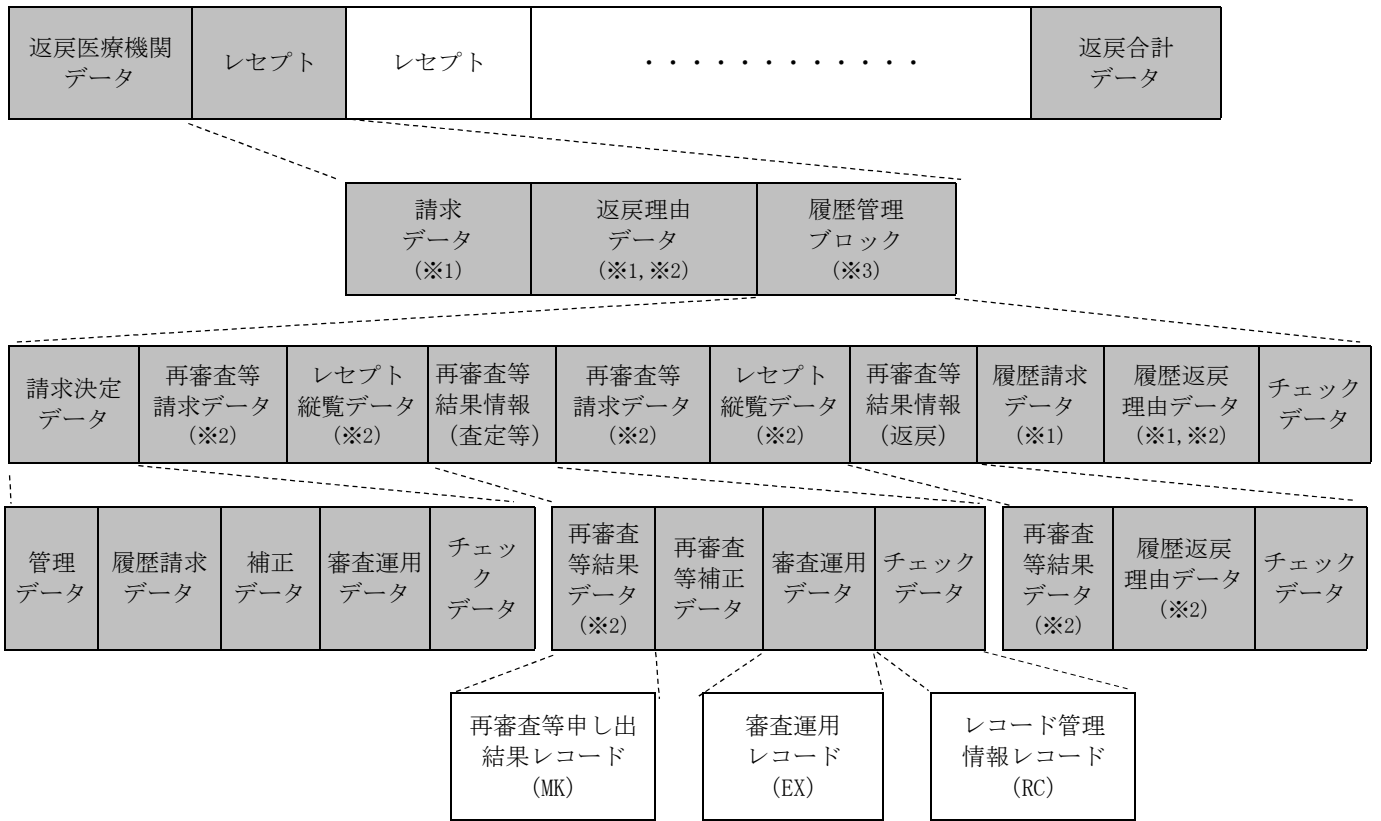 返戻医療機関
データ
レセプト
レセプト
・・・・・・・・・・・・
返戻合計
データ
請求
データ
(※1)
返戻理由
データ
(※1,※2)
履歴管理
ブロック
(※3)
請求決定
データ
再審査等
請求データ
(※2)
レセプト
縦覧データ
(※2)
再審査等
結果情報
(査定等)
再審査等
請求データ
(※2)
レセプト
縦覧データ
(※2)
再審査等
結果情報
(返戻)
履歴請求
データ
(※1)
履歴返戻
理由データ
(※1,※2)
チェック
データ
管理
データ
履歴請求
データ
補正
データ
審査運用
データ
チェッ
ク
データ
再審査
等結果
データ
(※2)
再審査
等補正
データ
審査運用
データ
チェック
データ
再審査
等結果
データ
(※2)
履歴返戻
理由データ
(※2)
チェック
データ
再審査等申し出
結果レコード
(MK)
審査運用
レコード
(EX)
レコード管理
情報レコード
(RC)